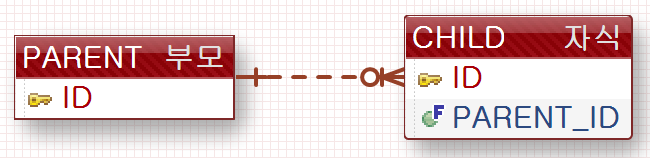 PARENT 부모
ID
CHILD 자식
ID
F PARENT_ID